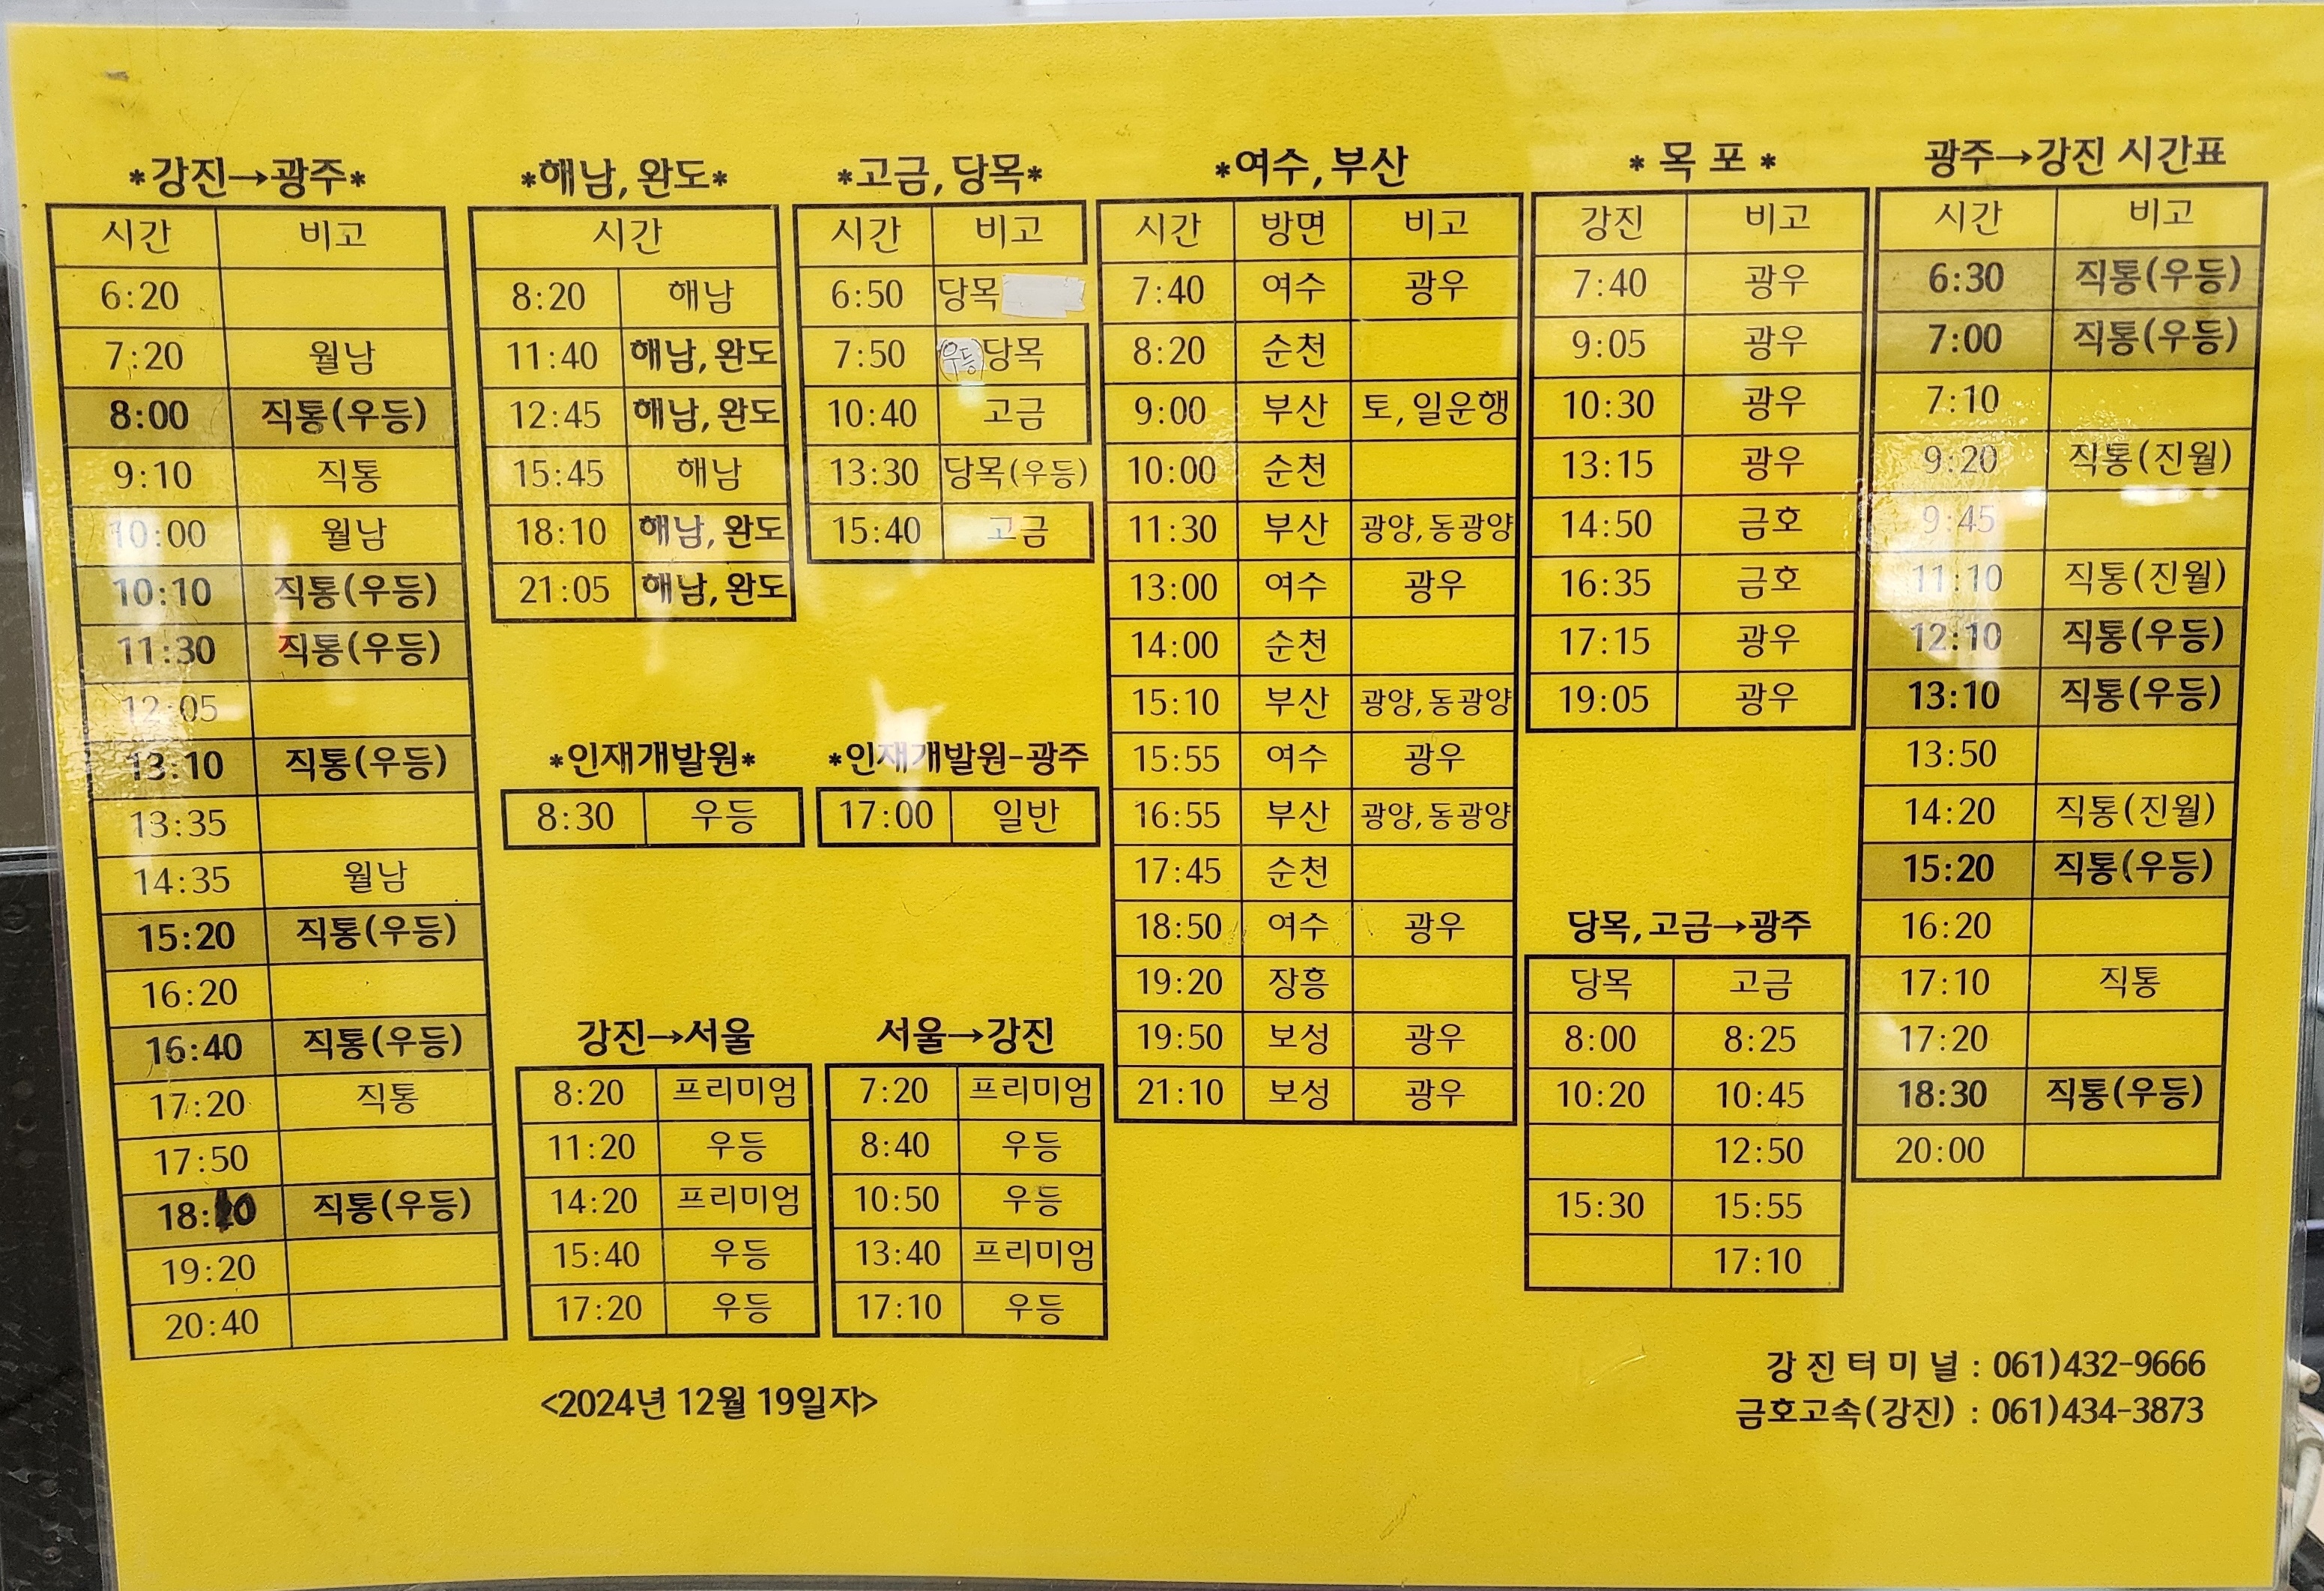 *강진→광주*
시간 비고
6:20
7:20 월남
8:00 직통(우등)
9:10 직통
10:00 월남
10:10 직통(우등)
11:30 직통(우등)
12:05
13:10 직통(우등)
13:35
14:35 월남
15:20 직통(우등)
16:20
16:40 직통(우등)
17:20 직통
17:50
직통(우등)
19:20
20:40
*해남, 완도*
시간
8:20 해남
11:40 해남, 완도
12:45 해남, 완도
15:45 해남
18:10 해남, 완도
21:05 해남, 완도
*고금, 당목*
시간 비고
6:50 당목
7:50 (우등)당목
10:40 고금
13:30 당목(우등)
15:40 고금
*인재개발원*
8:30 우등
*인재개발원-광주
17:00 일반
강진→서울
8:20 프리미엄
11:20 우등
14:20 프리미엄
15:40 우등
17:20 우등
서울→강진
7:20 프리미엄
8:40 우등
10:50 우등
13:40 프리미엄
17:10 우등
*여수, 부산
시간 방면 비고
7:40 여수 광우
8:20 순천
9:00 부산 토, 일운행
10:00 순천
11:30 부산 광양, 동광양
13:00 여수 광우
14:00 순천
15:10 부산 광양, 동광양
15:55 여수 광우
16:55 부산 광양, 동광양
17:45 순천
18:50 여수 광우
19:20 장흥
19:50 보성 광우
21:10 보성 광우
* 목 포 *
강진 비고
7:40 광우
9:05 광우
10:30 광우
13:15 광우
14:50 금호
16:35 금호
17:15 광우
19:05 광우
당목, 고금→광주
당목 고금
8:00 8:25
10:20 10:45
12:50
15:30 15:55
17:10
광주→강진 시간표
시간 비고
6:30 직통(우등)
7:00 직통(우등)
7:10
9:20 직통(진월)
9:45
11:10 직통(진월)
12:10 직통(우등)
13:10 직통(우등)
13:50
14:20 직통(진월)
15:20 직통(우등)
16:20
17:10 직통
17:20
18:30 직통(우등)
20:00
<2024년 12월 19일자>
강 진 터 미 널 : 061)432-9666
금호고속(강진) : 061)434-3873